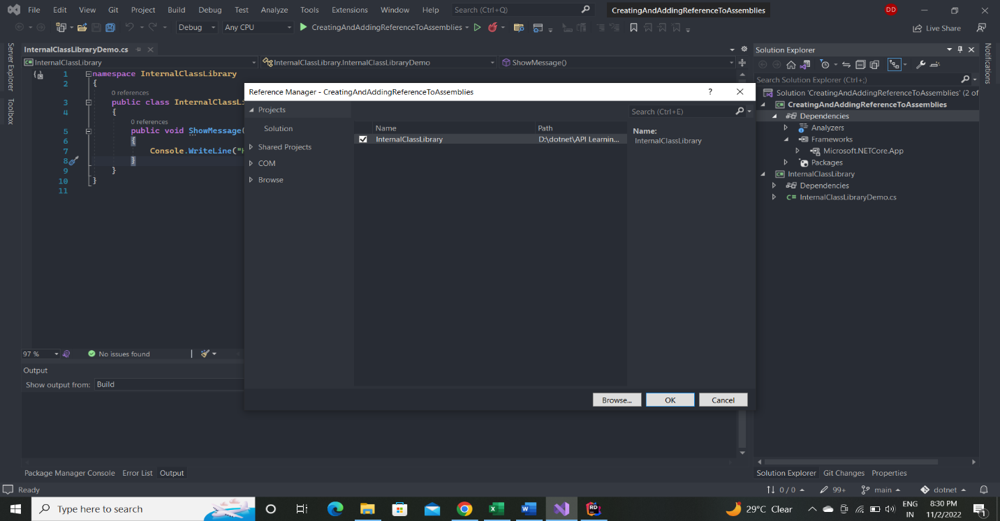 File Edit View Git Project Build Debug Test Analyze Tools Extensions Window Help Search (Ctrl+Q) CreatingAndAddingReferenceToAssemblies DD
Debug Any CPU CreatingAndAddingReferenceToAssemblies Live Share
Server Explorer
Toolbox
InternalClassLibraryDemo.cs
InternalClassLibrary InternalClassLibrary.InternalClassLibraryDemo ShowMessage()
1 namespace InternalClassLibrary
2 {
0 references
3 public class InternalClassLi
4 {
0 references
5 public void ShowMessage(
6 {
7 Console.WriteLine("H
8 }
9 }
10 }
11
97 % No issues found
Output
Show output from: Build
Package Manager Console Error List Output
Reference Manager - CreatingAndAddingReferenceToAssemblies ?
Projects
Solution
Shared Projects
COM
Browse
Name Path
InternalClassLibrary D:\dotnet\API Learnin...
Search (Ctrl+E)
Name:
InternalClassLibrary
Browse... OK Cancel
Solution Explorer
Search Solution Explorer (Ctrl+;)
Solution 'CreatingAndAddingReferenceToAssemblies' (2 of
CreatingAndAddingReferenceToAssemblies
Dependencies
Analyzers
Frameworks
Microsoft.NETCore.App
Packages
InternalClassLibrary
Dependencies
C# InternalClassLibraryDemo.cs
Solution Explorer Git Changes Properties
Notifications
Ready 0 / 0 99+ main dotnet
Type here to search 29°C Clear ENG IN 8:30 PM 11/2/2022 1